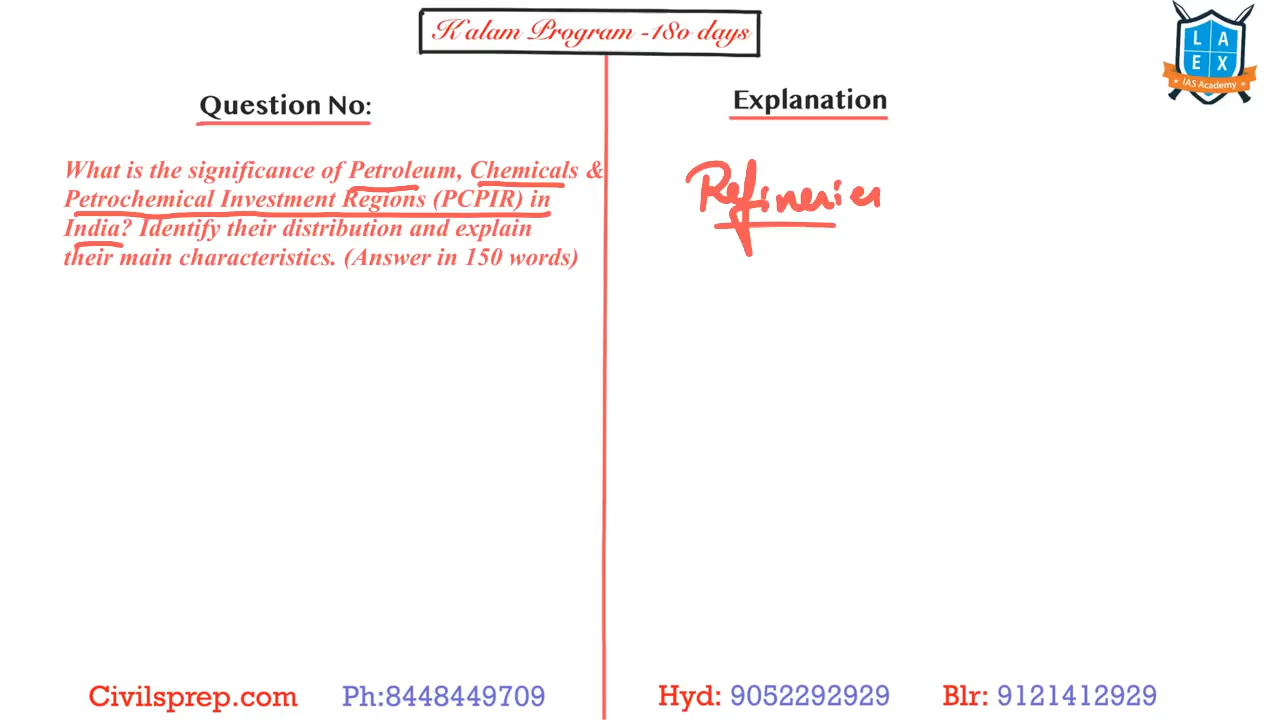 Kalam Program -180 days
L A
E X
IAS Academy
Question No:
What is the significance of Petroleum, Chemicals &
Petrochemical Investment Regions (PCPIR) in
India? Identify their distribution and explain
their main characteristics. (Answer in 150 words)
Explanation
Refineries
Civilsprep.com Ph:8448449709 Hyd: 9052292929 Blr: 9121412929